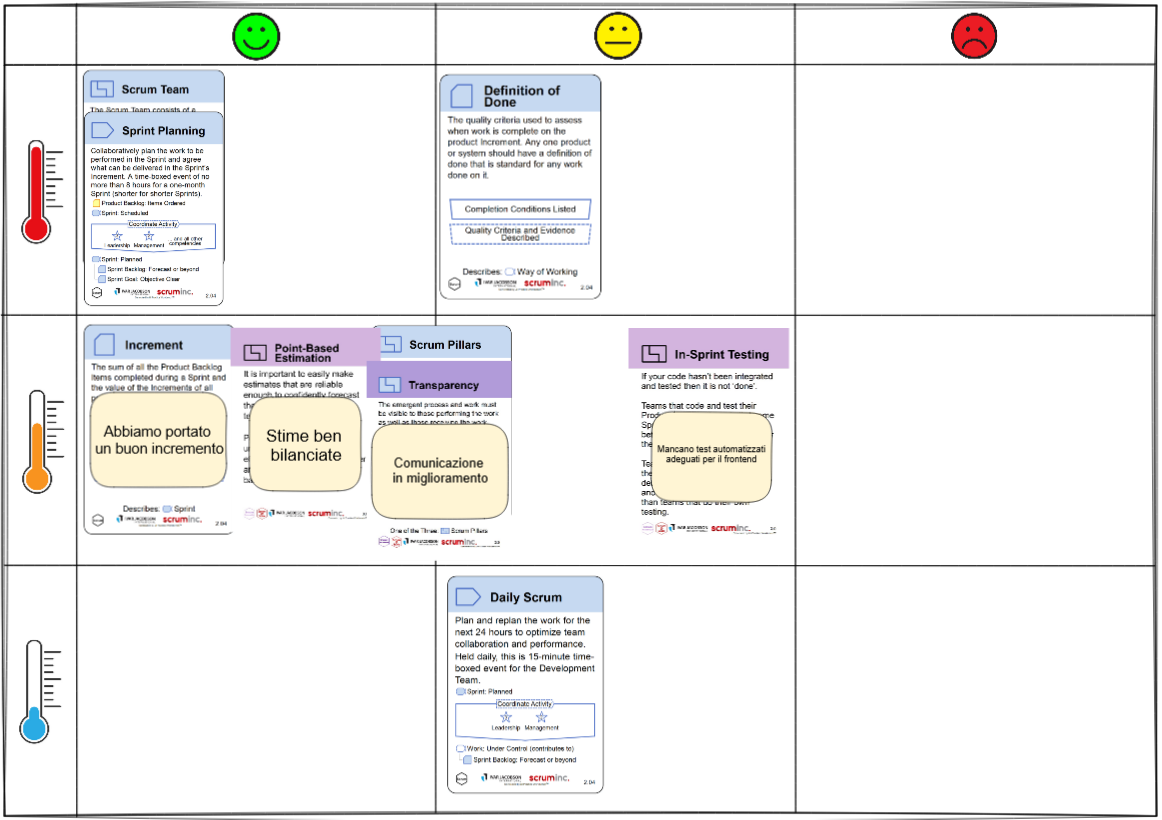 Scrum Team
The Scrum Team consists of a
Sprint Planning
Collaboratively plan the work to be
performed in the Sprint and agree
what can be delivered in the Sprint's
Increment. A time-boxed event of no
more than 8 hours for a one-month
Sprint (shorter for shorter Sprints).
Product Backlog: Items Ordered
Sprint: Scheduled
Coordinate Activity
Leadership Management ...and all other
competencies
Sprint: Planned
Sprint Backlog: Forecast or beyond
Sprint Goal: Objective Clear
IVAR JACOBSON
scruminc.
2.04
Definition of
Done
The quality criteria used to assess
when work is complete on the
product Increment. Any one product
or system should have a definition of
done that is standard for any work
done on it.
Completion Conditions Listed
Quality Criteria and Evidence
Described
Describes: Way of Working
IVAR JACOBSON
scruminc.
2.04
Increment
The sum of all the Product Backlog
items completed during a Sprint and
the value of the Increments of all
Abbiamo portato
un buon incremento
Describes: Sprint
IVAR JACOBSON
scruminc.
2.04
Point-Based
Estimation
It is important to easily make
estimates that are reliable
enough to confidently forecast
Stime ben
bilanciate
IVAR JACOBSON
scruminc.
Scrum Pillars
Transparency
The emergent process and work must
be visible to those performing the work
as well as those receiving the work
Comunicazione
in miglioramento
One of the Three: Scrum Pillars
IVAR JACOBSON
scruminc.
In-Sprint Testing
If your code hasn't been integrated
and tested then it is not 'done'.
Teams that code and test their
Mancano test automatizzati
adeguati per il frontend
than teams that do their own
testing.
IVAR JACOBSON
scruminc.
Daily Scrum
Plan and replan the work for the
next 24 hours to optimize team
collaboration and performance.
Held daily, this is 15-minute time-
boxed event for the Development
Team.
Sprint: Planned
Coordinate Activity
Leadership Management
Work: Under Control (contributes to)
Sprint Backlog: Forecast or beyond
IVAR JACOBSON
scruminc.
2.04